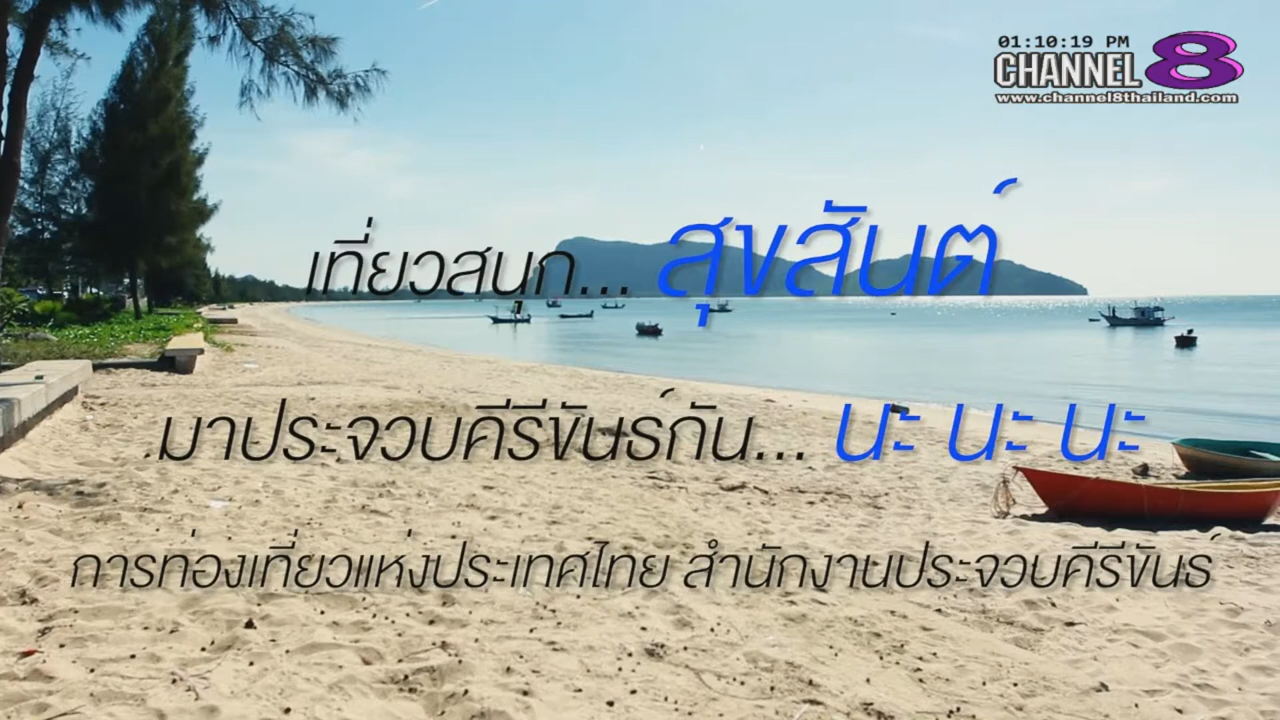 01:10:19 PM
CHANNEL 8
www.channel8thailand.com
เที่ยวสนุก... สุขสันต์
มาประจวบคีรีขันธ์กัน... นะ นะ นะ
การท่องเที่ยวแห่งประเทศไทย สำนักงานประจวบคีรีขันธ์